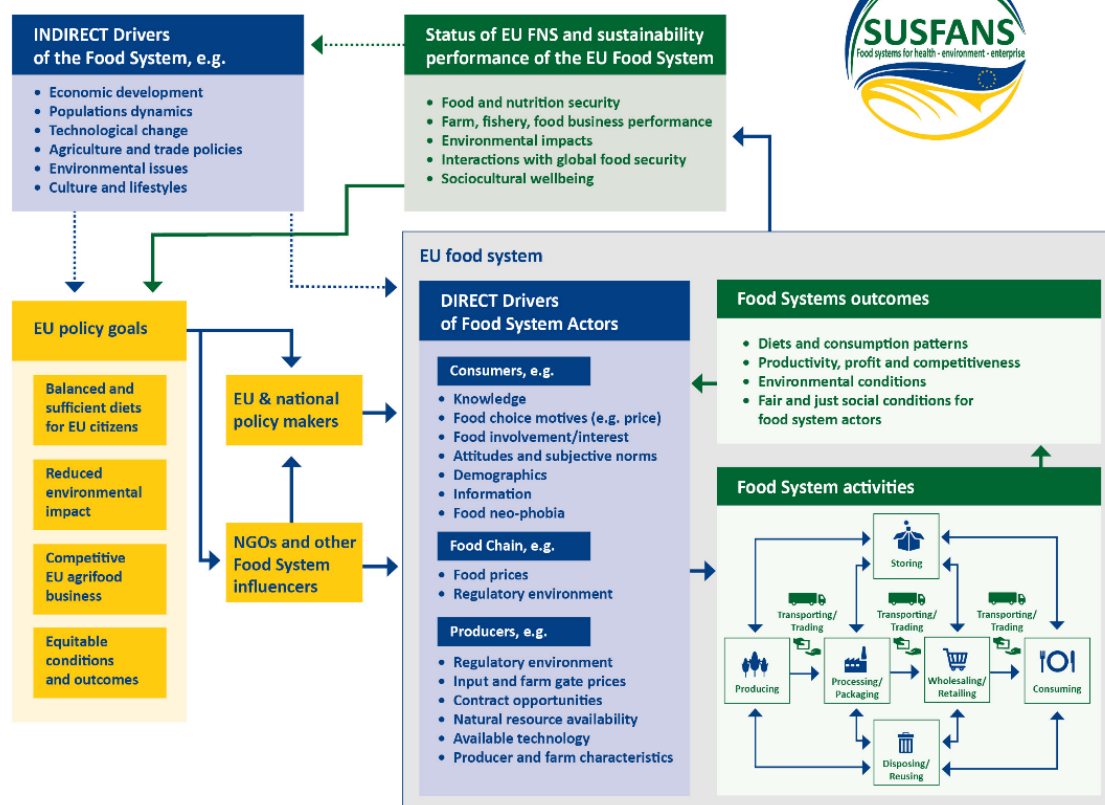 INDIRECT Drivers
of the Food System, e.g.
• Economic development
• Populations dynamics
• Technological change
• Agriculture and trade policies
• Environmental issues
• Culture and lifestyles
Status of EU FNS and sustainability
performance of the EU Food System
• Food and nutrition security
• Farm, fishery, food business performance
• Environmental impacts
• Interactions with global food security
• Sociocultural wellbeing
SUSFANS
Food systems for health - environment - enterprise
EU policy goals
Balanced and
sufficient diets
for EU citizens
Reduced
environmental
impact
Competitive
EU agrifood
business
Equitable
conditions
and outcomes
EU & national
policy makers
NGOs and other
Food System
influencers
EU food system
DIRECT Drivers
of Food System Actors
Consumers, e.g.
• Knowledge
• Food choice motives (e.g. price)
• Food involvement/interest
• Attitudes and subjective norms
• Demographics
• Information
• Food neo-phobia
Food Chain, e.g.
• Food prices
• Regulatory environment
Producers, e.g.
• Regulatory environment
• Input and farm gate prices
• Contract opportunities
• Natural resource availability
• Available technology
• Producer and farm characteristics
Food Systems outcomes
• Diets and consumption patterns
• Productivity, profit and competitiveness
• Environmental conditions
• Fair and just social conditions for
food system actors
Food System activities
Storing
Transporting/
Trading
Transporting/
Trading
Transporting/
Trading
Producing
Processing/
Packaging
Wholesaling/
Retailing
Consuming
Disposing/
Reusing